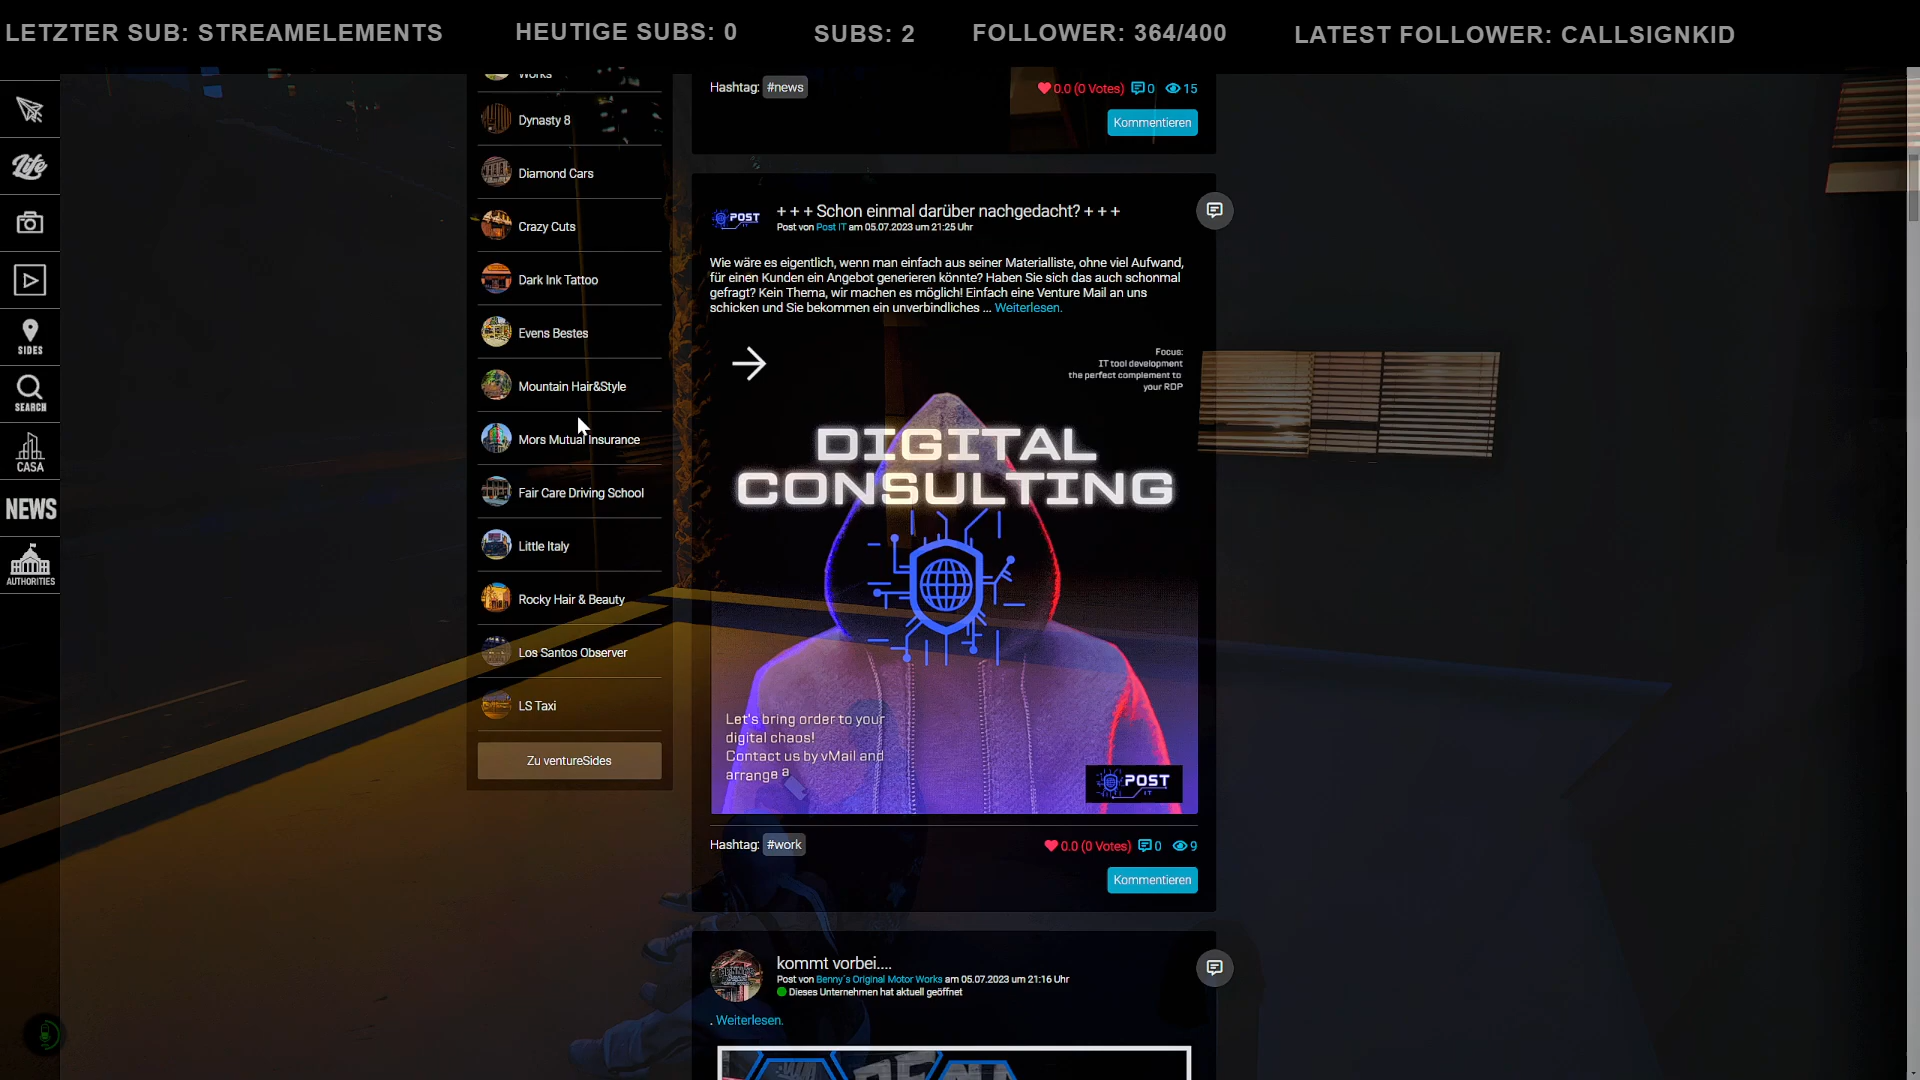 LETZTER SUB: STREAMELEMENTS
HEUTIGE SUBS: 0
SUBS: 2
FOLLOWER: 364/400
LATEST FOLLOWER: CALLSIGNKID
Life
SIDES
SEARCH
CASA
NEWS
AUTHORITIES
Works
Dynasty 8
Diamond Cars
Crazy Cuts
Dark Ink Tattoo
Evens Bestes
Mountain Hair&Style
Mors Mutual Insurance
Fair Care Driving School
Little Italy
Rocky Hair & Beauty
Los Santos Observer
LS Taxi
Zu ventureSides
Hashtag: #news
0.0 (0 Votes) 0 15
Kommentieren
POST
+ + + Schon einmal darüber nachgedacht? + + +
Post von Post IT am 05.07.2023 um 21:25 Uhr
Wie wäre es eigentlich, wenn man einfach aus seiner Materialliste, ohne viel Aufwand,
für einen Kunden ein Angebot generieren könnte? Haben Sie sich das auch schonmal
gefragt? Kein Thema, wir machen es möglich! Einfach eine Venture Mail an uns
schicken und Sie bekommen ein unverbindliches ... Weiterlesen.
Focus:
IT tool development
the perfect complement to
your RDP
DIGITAL
CONSULTING
Let's bring order to your
digital chaos!
Contact us by vMail and
arrange a
POST
IT
Hashtag: #work
0.0 (0 Votes) 0 9
Kommentieren
kommt vorbei....
Post von Benny´s Original Motor Works am 05.07.2023 um 21:16 Uhr
Dieses Unternehmen hat aktuell geöffnet
. Weiterlesen.